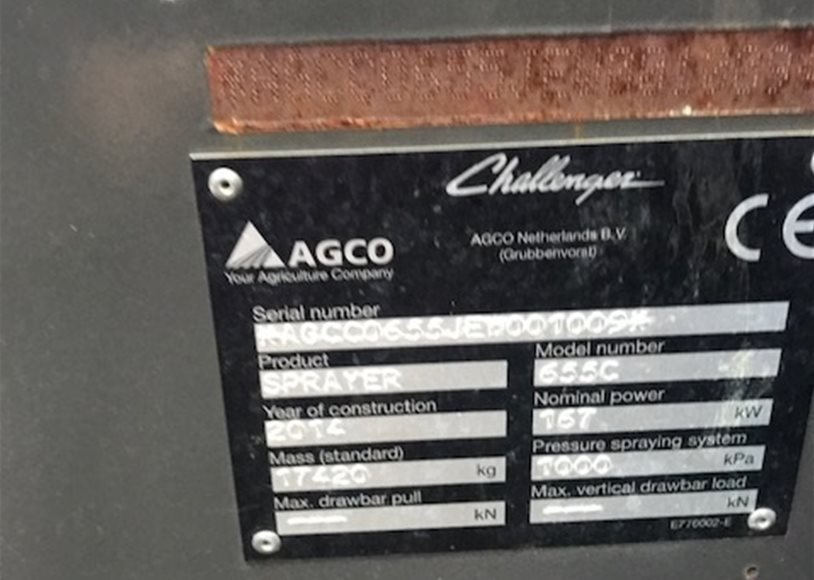 Challenger
AGCO
Your Agriculture Company
AGCO Netherlands B.V.
(Grubbenvorst)
CE
Serial number
*AGCC0655JEP001009*
Product
SPRAYER
Model number
655C
Year of construction
2014
Nominal power
167 kW
Mass (standard)
17420 kg
Pressure spraying system
1000 kPa
Max. drawbar pull
kN
Max. vertical drawbar load
kN
E770002-E